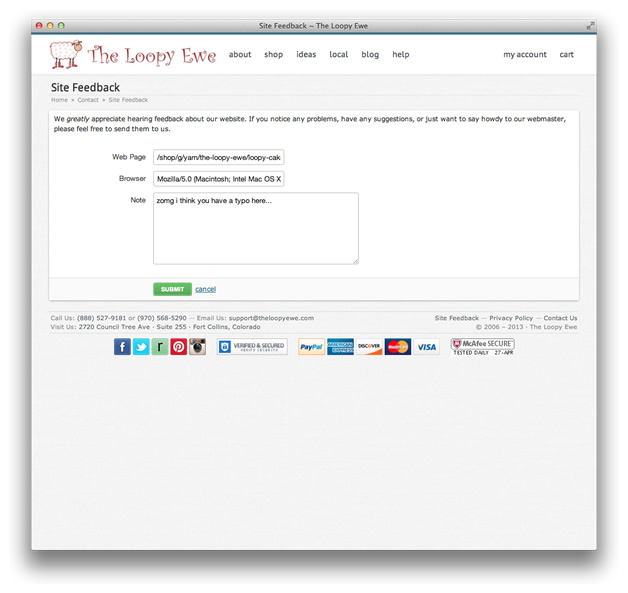 Site Feedback ~ The Loopy Ewe
The Loopy Ewe
about shop ideas local blog help my account cart
Site Feedback
Home » Contact » Site Feedback
We greatly appreciate hearing feedback about our website. If you notice any problems, have any suggestions, or just want to say howdy to our webmaster,
please feel free to send them to us.
Web Page /shop/g/yarn/the-loopy-ewe/loopy-cak
Browser Mozilla/5.0 (Macintosh; Intel Mac OS X
Note zomg i think you have a typo here...
SUBMIT cancel
Call Us: (888) 527-9181 or (970) 568-5290 — Email Us: support@theloopyewe.com
Site Feedback — Privacy Policy — Contact Us
Visit Us: 2720 Council Tree Ave · Suite 255 · Fort Collins, Colorado
© 2006 – 2013 · The Loopy Ewe
f r VERIFIED & SECURED
VERIFY SECURITY
PayPal AMERICAN EXPRESS DISCOVER MasterCard VISA
McAfee SECURE
TESTED DAILY 27-APR